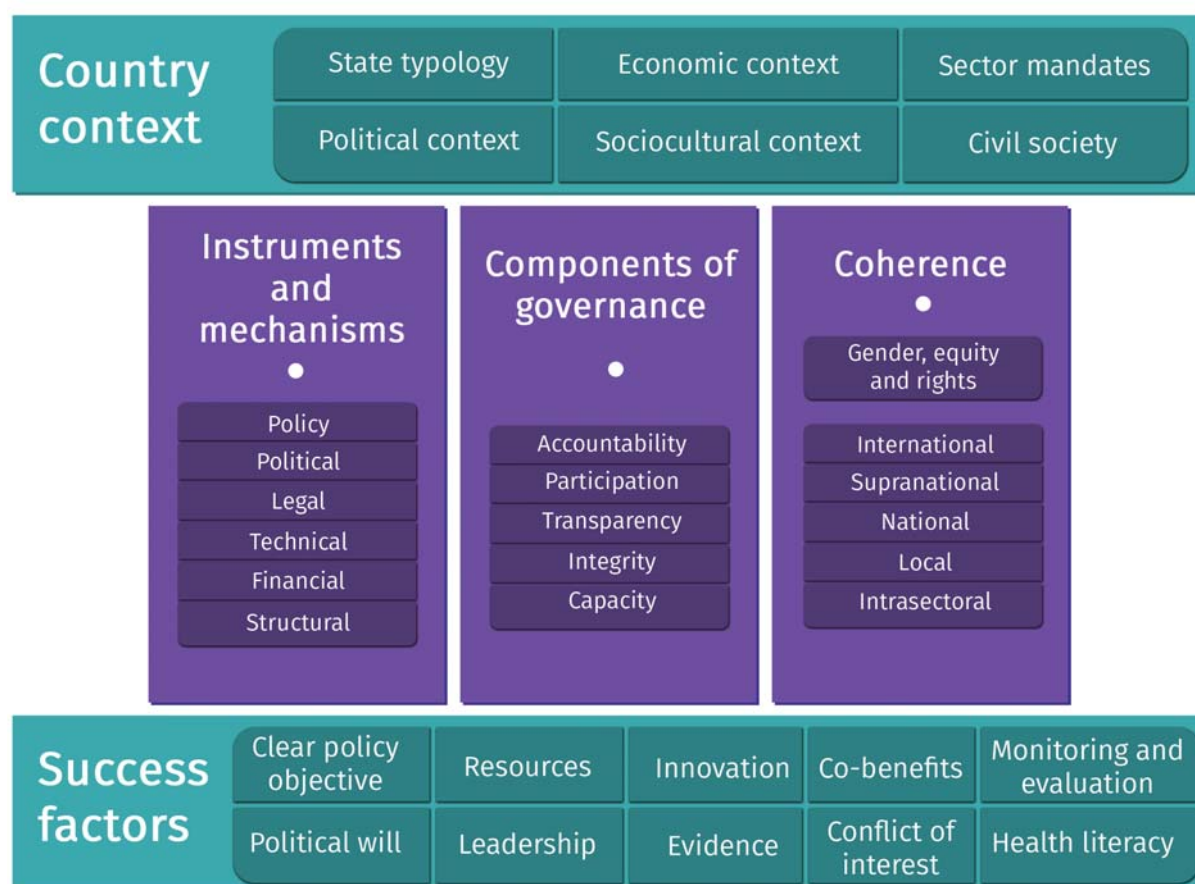 Country
context
State typology
Economic context
Sector mandates
Political context
Sociocultural context
Civil society
Instruments
and
mechanisms
Policy
Political
Legal
Technical
Financial
Structural
Components of
governance
Accountability
Participation
Transparency
Integrity
Capacity
Coherence
Gender, equity
and rights
International
Supranational
National
Local
Intrasectoral
Success
factors
Clear policy
objective
Resources
Innovation
Co-benefits
Monitoring and
evaluation
Political will
Leadership
Evidence
Conflict of
interest
Health literacy